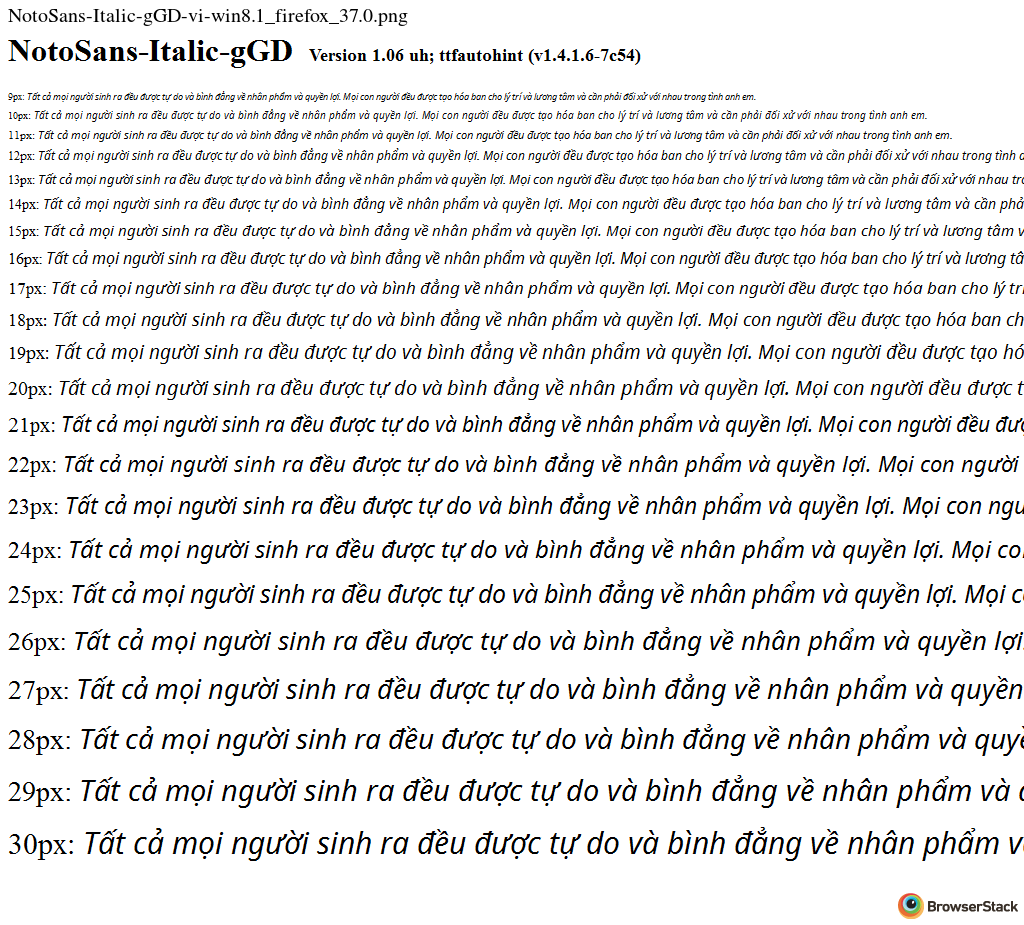 NotoSans-Italic-gGD-vi-win8.1_firefox_37.0.png
NotoSans-Italic-gGD Version 1.06 uh; ttfautohint (v1.4.1.6-7c54)
9px: Tất cả mọi người sinh ra đều được tự do và bình đẳng về nhân phẩm và quyền lợi. Mọi con người đều được tạo hóa ban cho lý trí và lương tâm và cần phải đối xử với nhau trong tình anh em.
10px: Tất cả mọi người sinh ra đều được tự do và bình đẳng về nhân phẩm và quyền lợi. Mọi con người đều được tạo hóa ban cho lý trí và lương tâm và cần phải đối xử với nhau trong tình anh em.
11px: Tất cả mọi người sinh ra đều được tự do và bình đẳng về nhân phẩm và quyền lợi. Mọi con người đều được tạo hóa ban cho lý trí và lương tâm và cần phải đối xử với nhau trong tình anh em.
12px: Tất cả mọi người sinh ra đều được tự do và bình đẳng về nhân phẩm và quyền lợi. Mọi con người đều được tạo hóa ban cho lý trí và lương tâm và cần phải đối xử với nhau trong tình
13px: Tất cả mọi người sinh ra đều được tự do và bình đẳng về nhân phẩm và quyền lợi. Mọi con người đều được tạo hóa ban cho lý trí và lương tâm và cần phải đối xử với nhau
14px: Tất cả mọi người sinh ra đều được tự do và bình đẳng về nhân phẩm và quyền lợi. Mọi con người đều được tạo hóa ban cho lý trí và lương tâm và cần
15px: Tất cả mọi người sinh ra đều được tự do và bình đẳng về nhân phẩm và quyền lợi. Mọi con người đều được tạo hóa ban cho lý trí và lương tâm
16px: Tất cả mọi người sinh ra đều được tự do và bình đẳng về nhân phẩm và quyền lợi. Mọi con người đều được tạo hóa ban cho lý trí và lương
17px: Tất cả mọi người sinh ra đều được tự do và bình đẳng về nhân phẩm và quyền lợi. Mọi con người đều được tạo hóa ban cho lý
18px: Tất cả mọi người sinh ra đều được tự do và bình đẳng về nhân phẩm và quyền lợi. Mọi con người đều được tạo hóa ban
19px: Tất cả mọi người sinh ra đều được tự do và bình đẳng về nhân phẩm và quyền lợi. Mọi con người đều được tạo
20px: Tất cả mọi người sinh ra đều được tự do và bình đẳng về nhân phẩm và quyền lợi. Mọi con người đều được
21px: Tất cả mọi người sinh ra đều được tự do và bình đẳng về nhân phẩm và quyền lợi. Mọi con người đều
22px: Tất cả mọi người sinh ra đều được tự do và bình đẳng về nhân phẩm và quyền lợi. Mọi con người
23px: Tất cả mọi người sinh ra đều được tự do và bình đẳng về nhân phẩm và quyền lợi. Mọi con
24px: Tất cả mọi người sinh ra đều được tự do và bình đẳng về nhân phẩm và quyền lợi. Mọi
25px: Tất cả mọi người sinh ra đều được tự do và bình đẳng về nhân phẩm và quyền lợi. Mọi
26px: Tất cả mọi người sinh ra đều được tự do và bình đẳng về nhân phẩm và quyền lợi.
27px: Tất cả mọi người sinh ra đều được tự do và bình đẳng về nhân phẩm và quyền
28px: Tất cả mọi người sinh ra đều được tự do và bình đẳng về nhân phẩm và
29px: Tất cả mọi người sinh ra đều được tự do và bình đẳng về nhân phẩm và
30px: Tất cả mọi người sinh ra đều được tự do và bình đẳng về nhân phẩm
BrowserStack